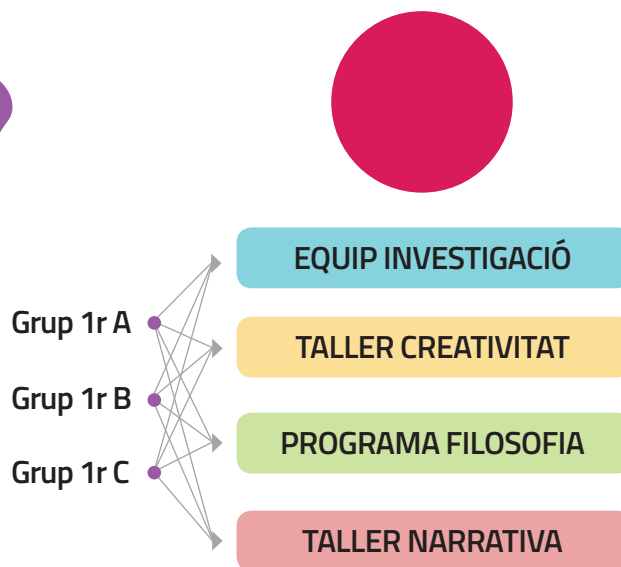 EQUIP INVESTIGACIÓ
Grup 1r A
TALLER CREATIVITAT
Grup 1r B
PROGRAMA FILOSOFIA
Grup 1r C
TALLER NARRATIVA